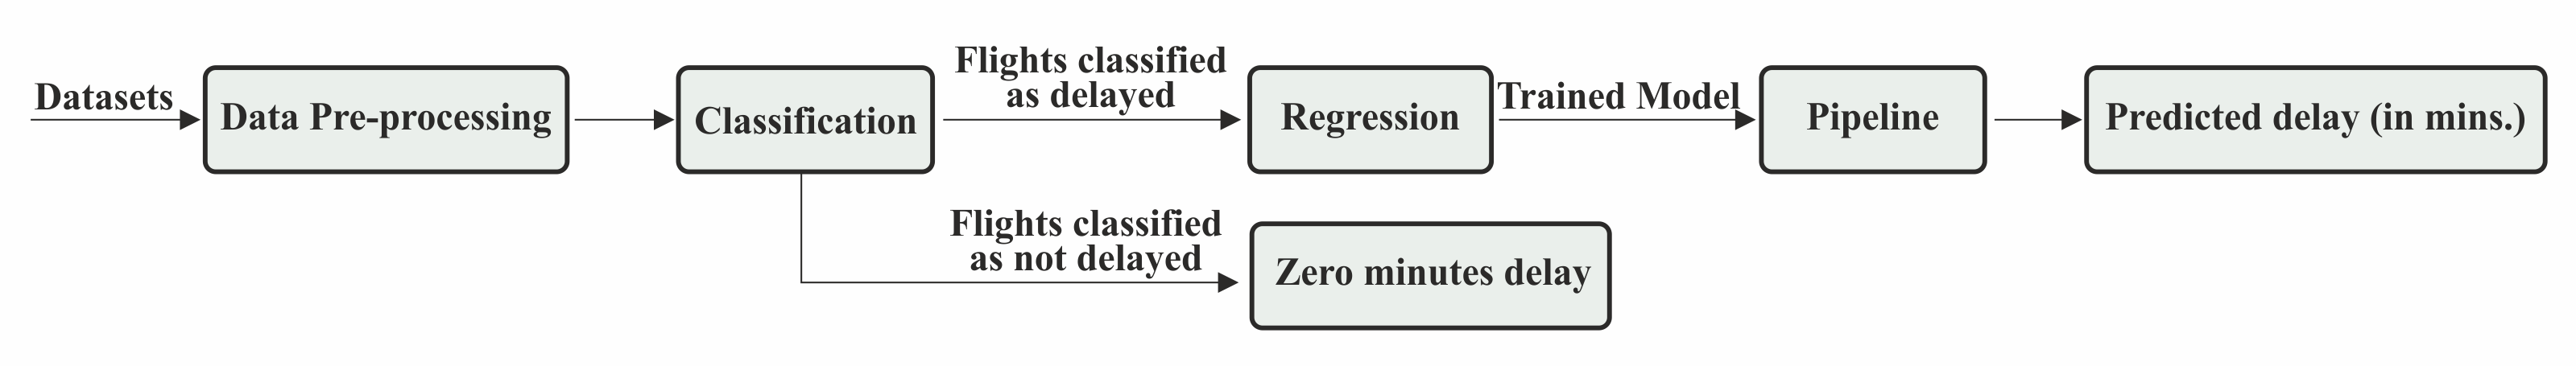 Datasets
Data Pre-processing
Classification
Flights classified
as delayed
Regression
Trained Model
Pipeline
Predicted delay (in mins.)
Flights classified
as not delayed
Zero minutes delay